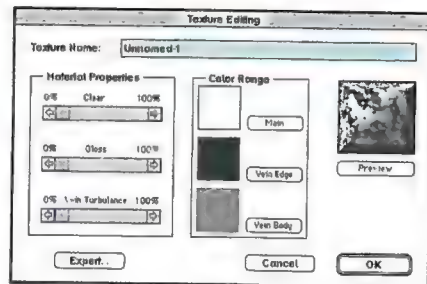 Texture Editing
Texture Name: Unnamed-1
Material Properties
0% Clear 100%
0% Gloss 100%
0% Vein Turbulance 100%
Color Range
Main
Vein Edge
Vein Body
Preview
Expert..
Cancel
OK